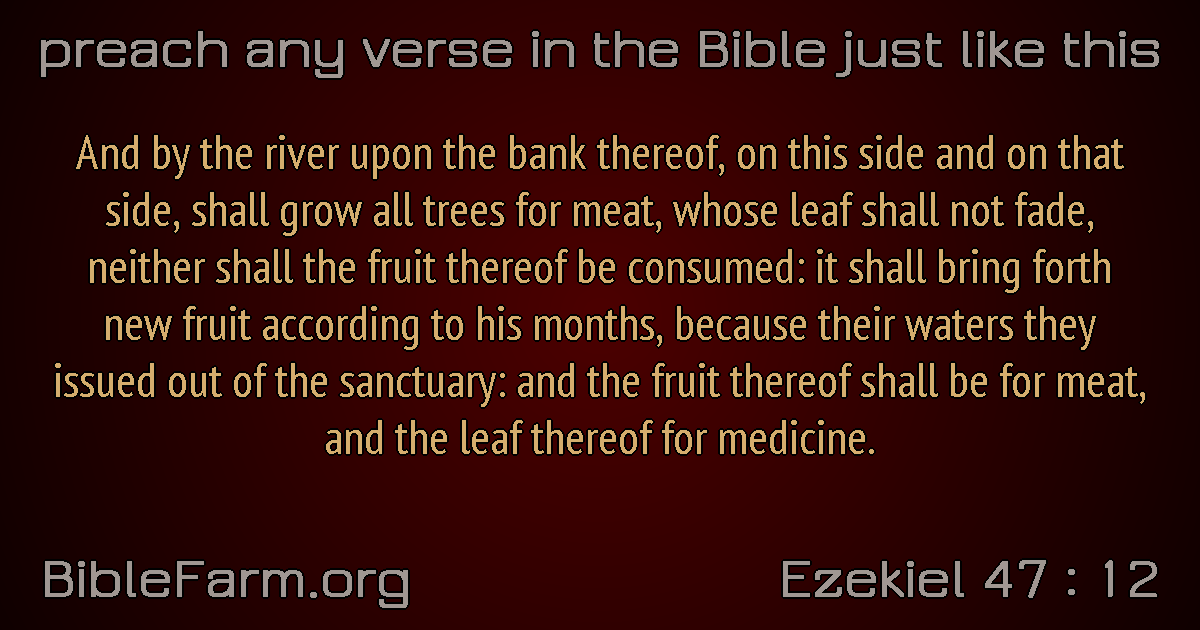 preach any verse in the Bible just like this
And by the river upon the bank thereof, on this side and on that
side, shall grow all trees for meat, whose leaf shall not fade,
neither shall the fruit thereof be consumed: it shall bring forth
new fruit according to his months, because their waters they
issued out of the sanctuary: and the fruit thereof shall be for meat,
and the leaf thereof for medicine.
BibleFarm.org
Ezekiel 47 : 12